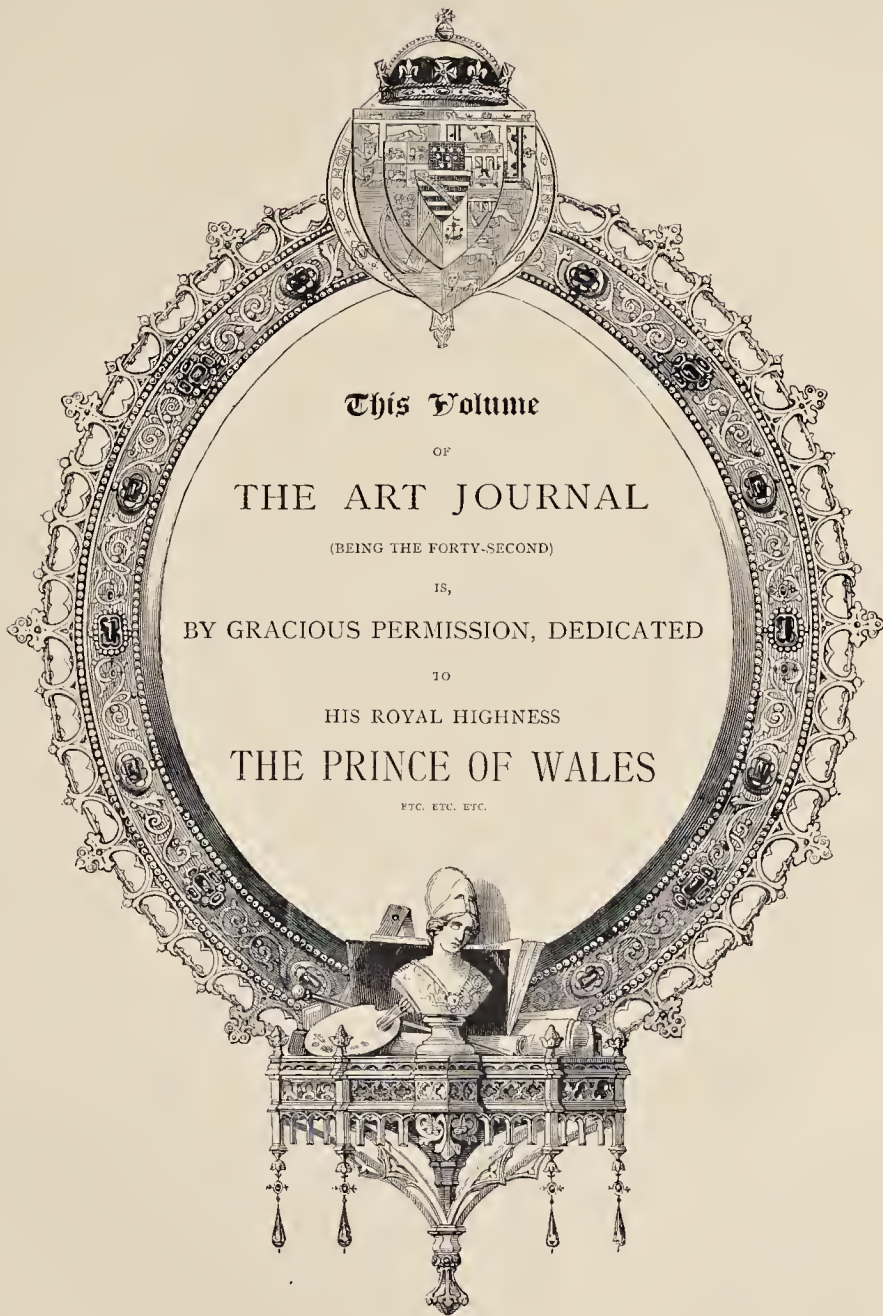 This Volume
OF
THE ART JOURNAL
(BEING THE FORTY-SECOND)
IS,
BY GRACIOUS PERMISSION, DEDICATED
TO
HIS ROYAL HIGHNESS
THE PRINCE OF WALES
ETC. ETC. ETC.